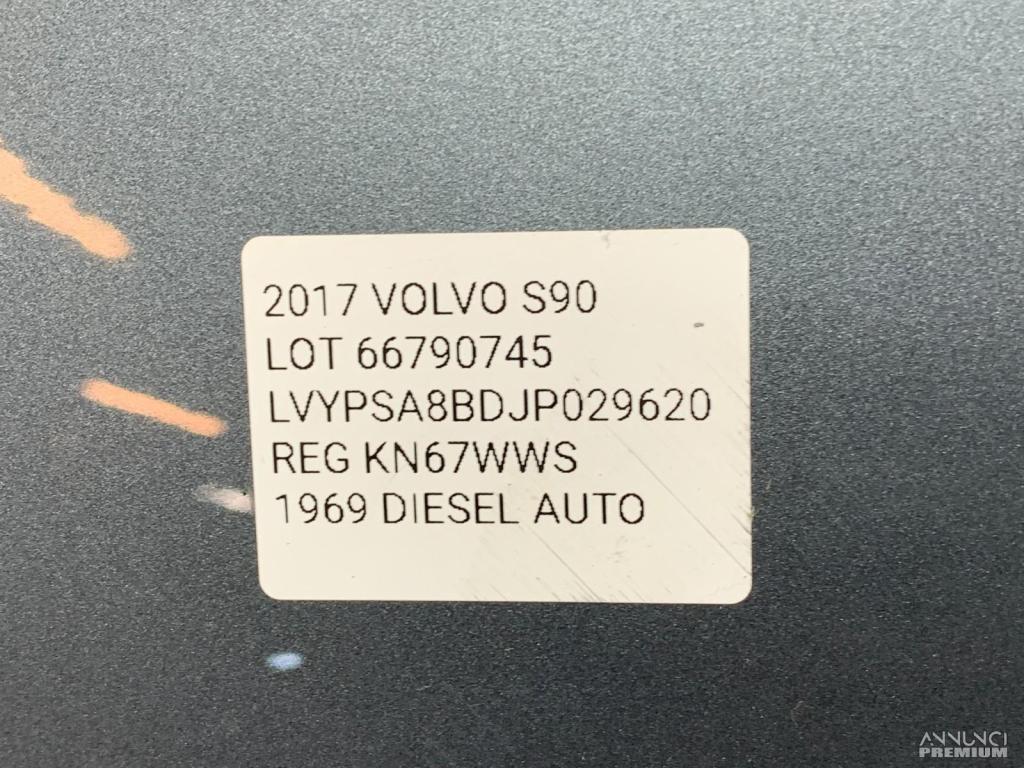 2017 VOLVO S90
LOT 66790745
LVYPSA8BDJP029620
REG KN67WWS
1969 DIESEL AUTO
ANNUNCI
PREMIUM